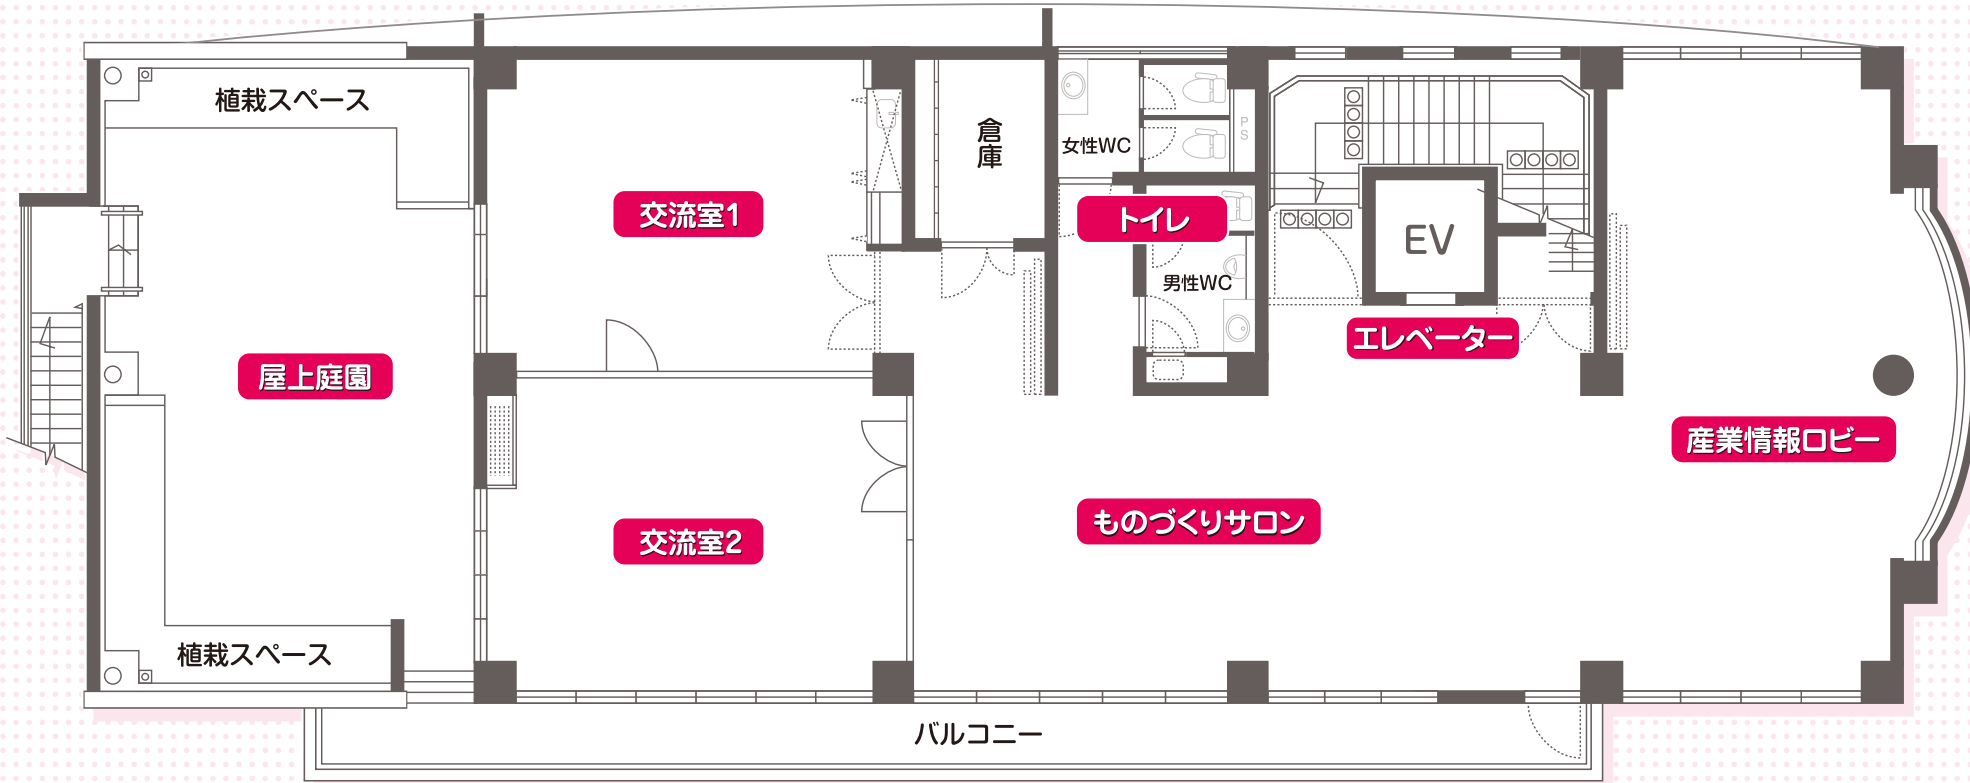 植栽スペース
倉庫
女性WC
PS
交流室1
トイレ
EV
男性WC
エレベーター
屋上庭園
産業情報ロビー
ものづくりサロン
交流室2
植栽スペース
バルコニー